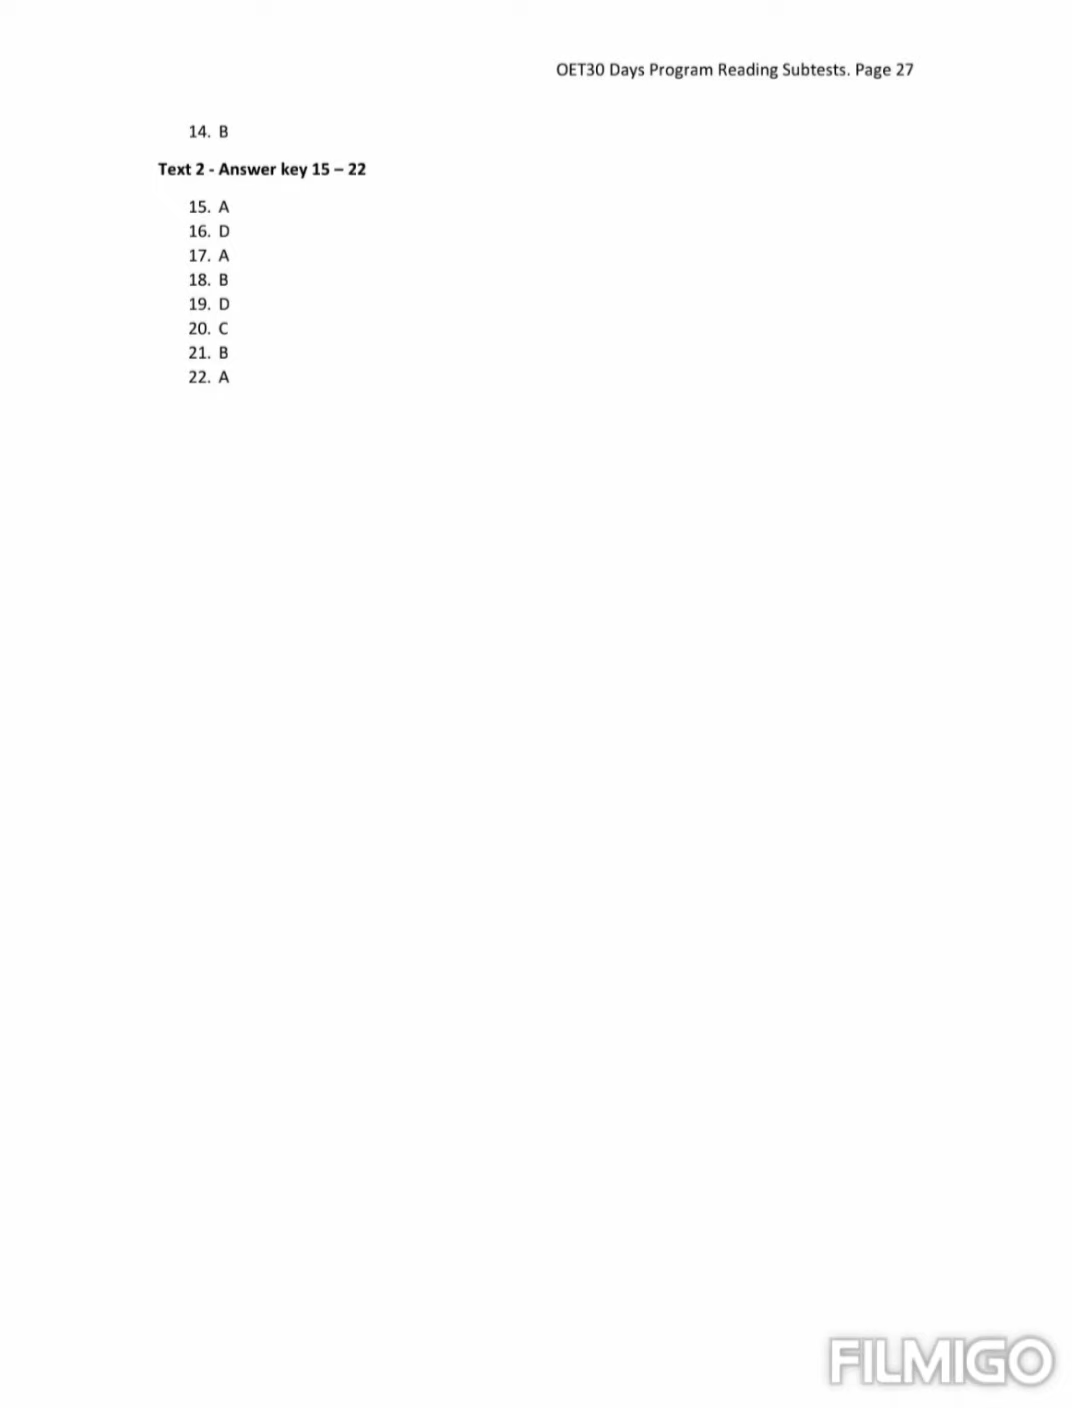 OET30 Days Program Reading Subtests. Page 27
14. B
Text 2 - Answer key 15 – 22
15. A
16. D
17. A
18. B
19. D
20. C
21. B
22. A
FILMIGO